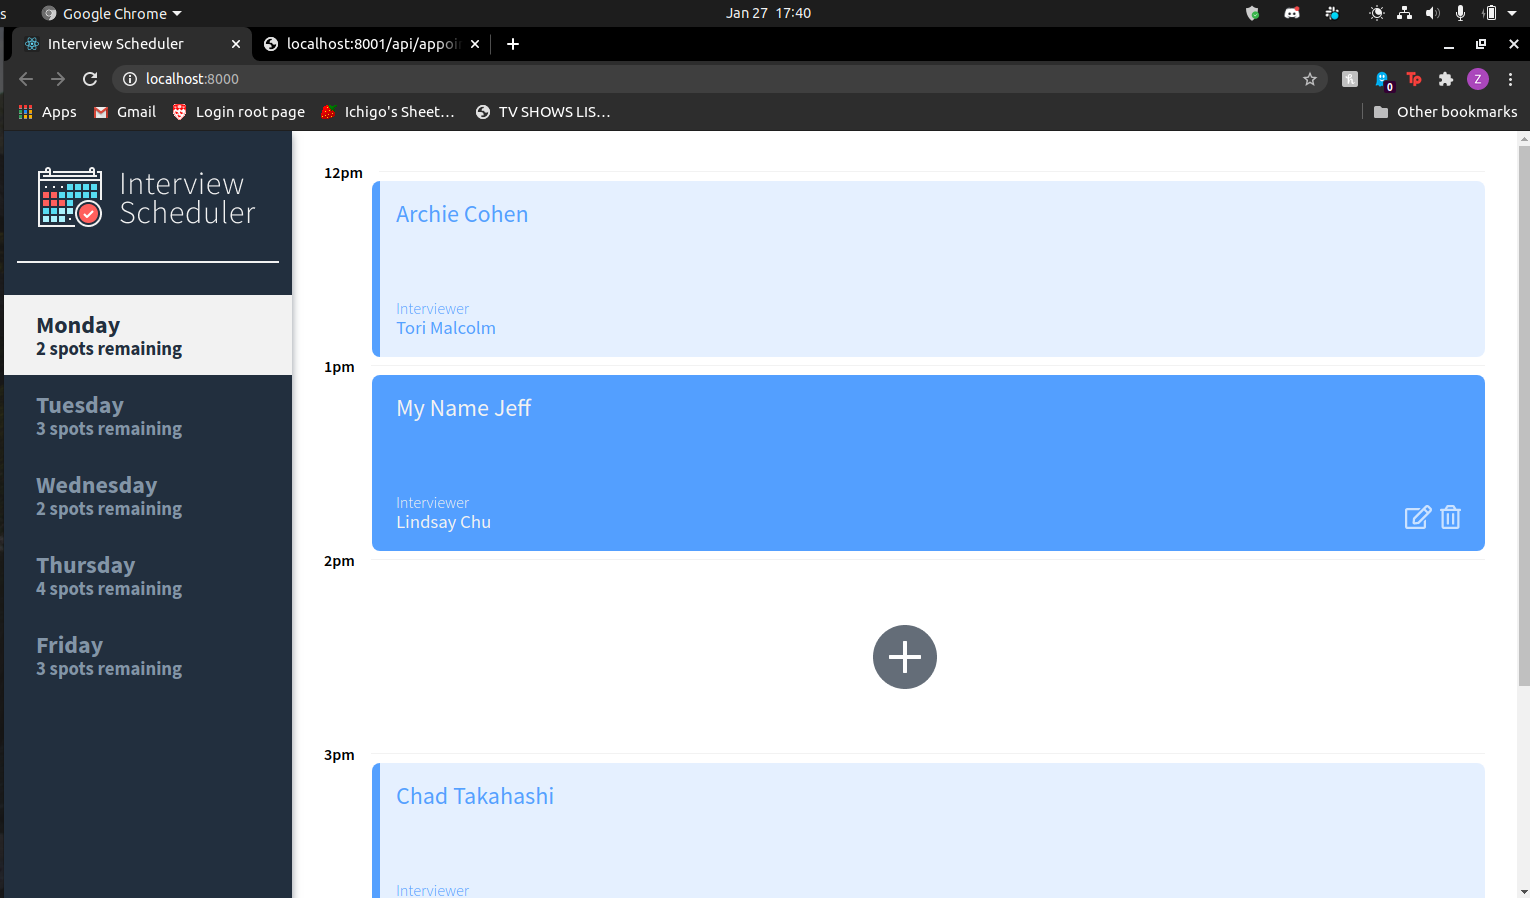 s
Google Chrome
Jan 27 17:40
Interview Scheduler
localhost:8001/api/appoi
localhost:8000
0
Tp
Z
Apps
Gmail
Login root page
Ichigo's Sheet...
TV SHOWS LIS...
Other bookmarks
Interview
Scheduler
Monday
2 spots remaining
Tuesday
3 spots remaining
Wednesday
2 spots remaining
Thursday
4 spots remaining
Friday
3 spots remaining
12pm
Archie Cohen
Interviewer
Tori Malcolm
1pm
My Name Jeff
Interviewer
Lindsay Chu
2pm
3pm
Chad Takahashi
Interviewer